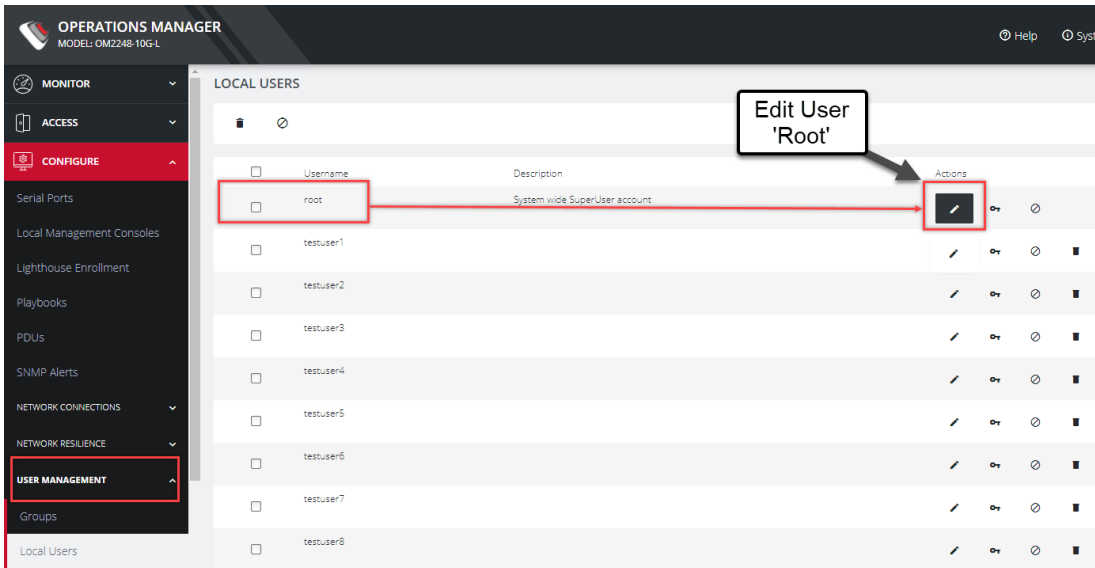 OPERATIONS MANAGER
MODEL: OM2248-10G-L
Help
Syst
MONITOR
ACCESS
CONFIGURE
Serial Ports
Local Management Consoles
Lighthouse Enrollment
Playbooks
PDUs
SNMP Alerts
NETWORK CONNECTIONS
NETWORK RESILIENCE
USER MANAGEMENT
Groups
Local Users
LOCAL USERS
Edit User
'Root'
Username Description Actions
root System wide SuperUser account
testuser1
testuser2
testuser3
testuser4
testuser5
testuser6
testuser7
testuser8